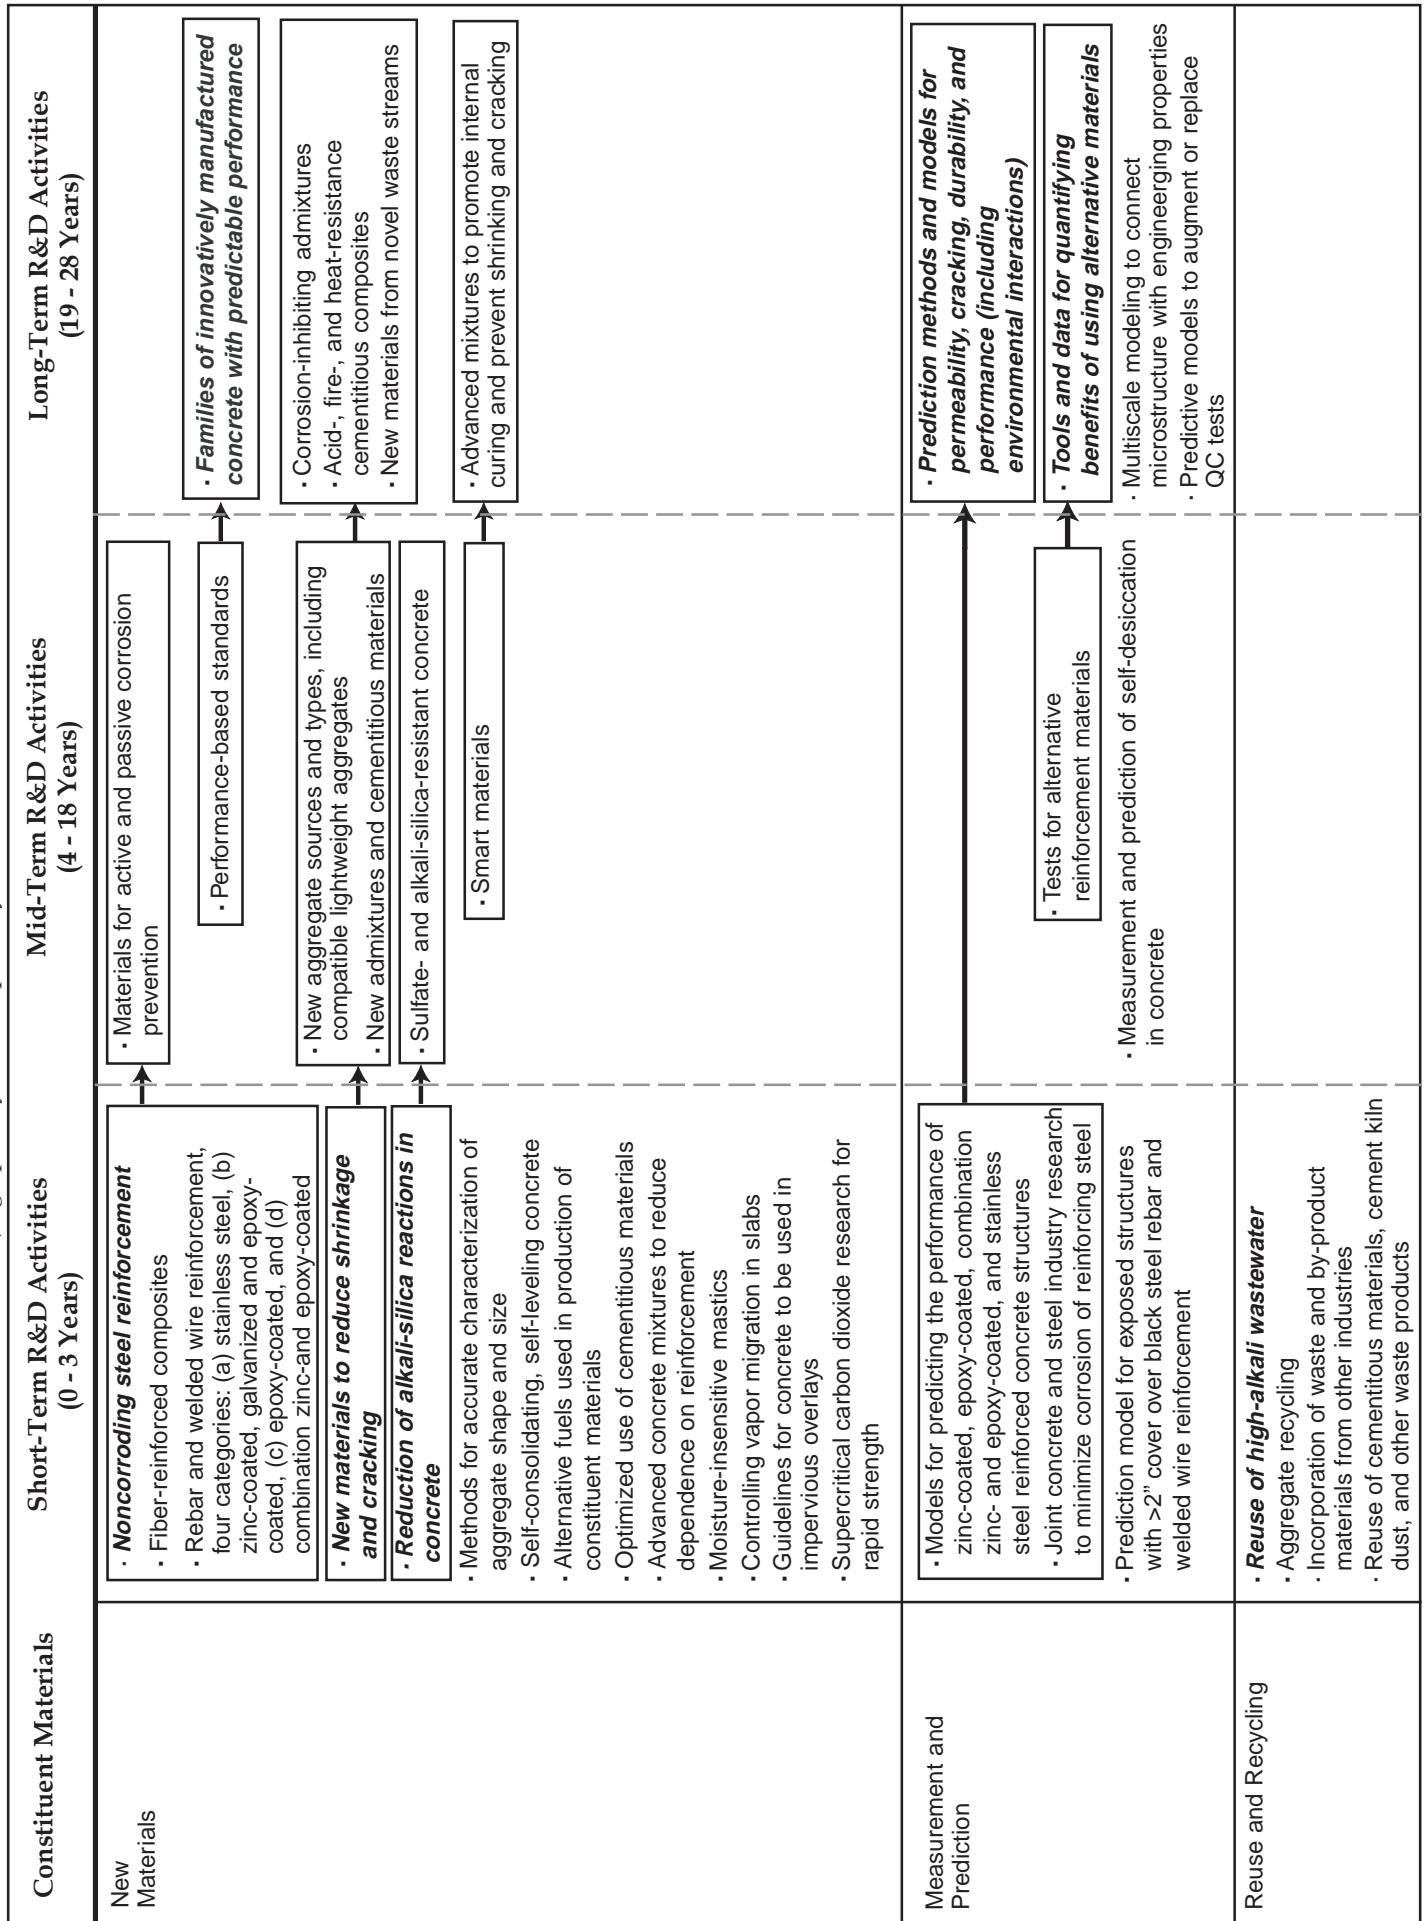 Constituent Materials
Short-Term R&D Activities
(0 - 3 Years)
Mid-Term R&D Activities
(4 - 18 Years)
Long-Term R&D Activities
(19 - 28 Years)
New
Materials
· Noncorroding steel reinforcement
· Fiber-reinforced composites
· Rebar and welded wire reinforcement,
four categories: (a) stainless steel, (b)
zinc-coated, galvanized and epoxy-
coated, (c) epoxy-coated, and (d)
combination zinc-and epoxy-coated
· New materials to reduce shrinkage
and cracking
· Reduction of alkali-silica reactions in
concrete
· Methods for accurate characterization of
aggregate shape and size
· Self-consolidating, self-leveling concrete
· Alternative fuels used in production of
constituent materials
· Optimized use of cementitious materials
· Advanced concrete mixtures to reduce
dependence on reinforcement
· Moisture-insensitive mastics
· Controlling vapor migration in slabs
· Guidelines for concrete to be used in
impervious overlays
· Supercritical carbon dioxide research for
rapid strength
· Materials for active and passive corrosion
prevention
· Performance-based standards
· New aggregate sources and types, including
compatible lightweight aggregates
· New admixtures and cementitious materials
· Sulfate- and alkali-silica-resistant concrete
· Smart materials
· Families of innovatively manufactured
concrete with predictable performance
· Corrosion-inhibiting admixtures
· Acid-, fire-, and heat-resistance
cementitious composites
· New materials from novel waste streams
· Advanced mixtures to promote internal
curing and prevent shrinking and cracking
Measurement and
Prediction
· Models for predicting the performance of
zinc-coated, epoxy-coated, combination
zinc- and epoxy-coated, and stainless
steel reinforced concrete structures
· Joint concrete and steel industry research
to minimize corrosion of reinforcing steel
· Prediction model for exposed structures
with >2" cover over black steel rebar and
welded wire reinforcement
· Tests for alternative
reinforcement materials
· Measurement and prediction of self-desiccation
in concrete
· Prediction methods and models for
permeability, cracking, durability, and
performance (including
environmental interactions)
· Tools and data for quantifying
benefits of using alternative materials
· Multiscale modeling to connect
microstructure with engineerging properties
· Predictive models to augment or replace
QC tests
Reuse and Recycling
· Reuse of high-alkali wastewater
· Aggregate recycling
· Incorporation of waste and by-product
materials from other industries
· Reuse of cementitous materials, cement kiln
dust, and other waste products